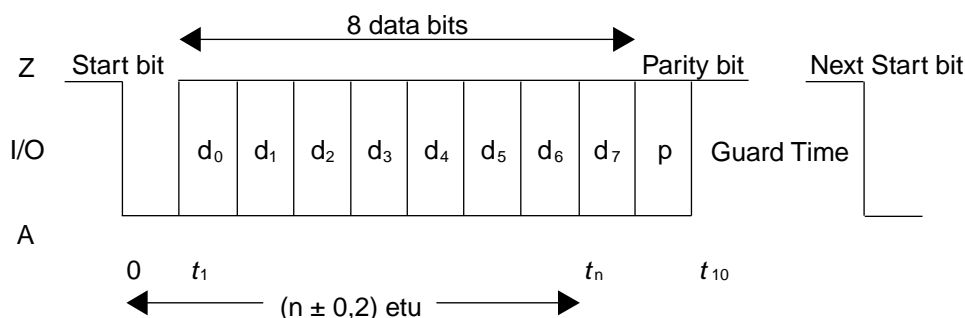 8 data bits
Z Start bit Parity bit Next Start bit
I/O d₀ d₁ d₂ d₃ d₄ d₅ d₆ d₇ p Guard Time
A
0 t₁ tₙ t₁₀
(n ± 0,2) etu